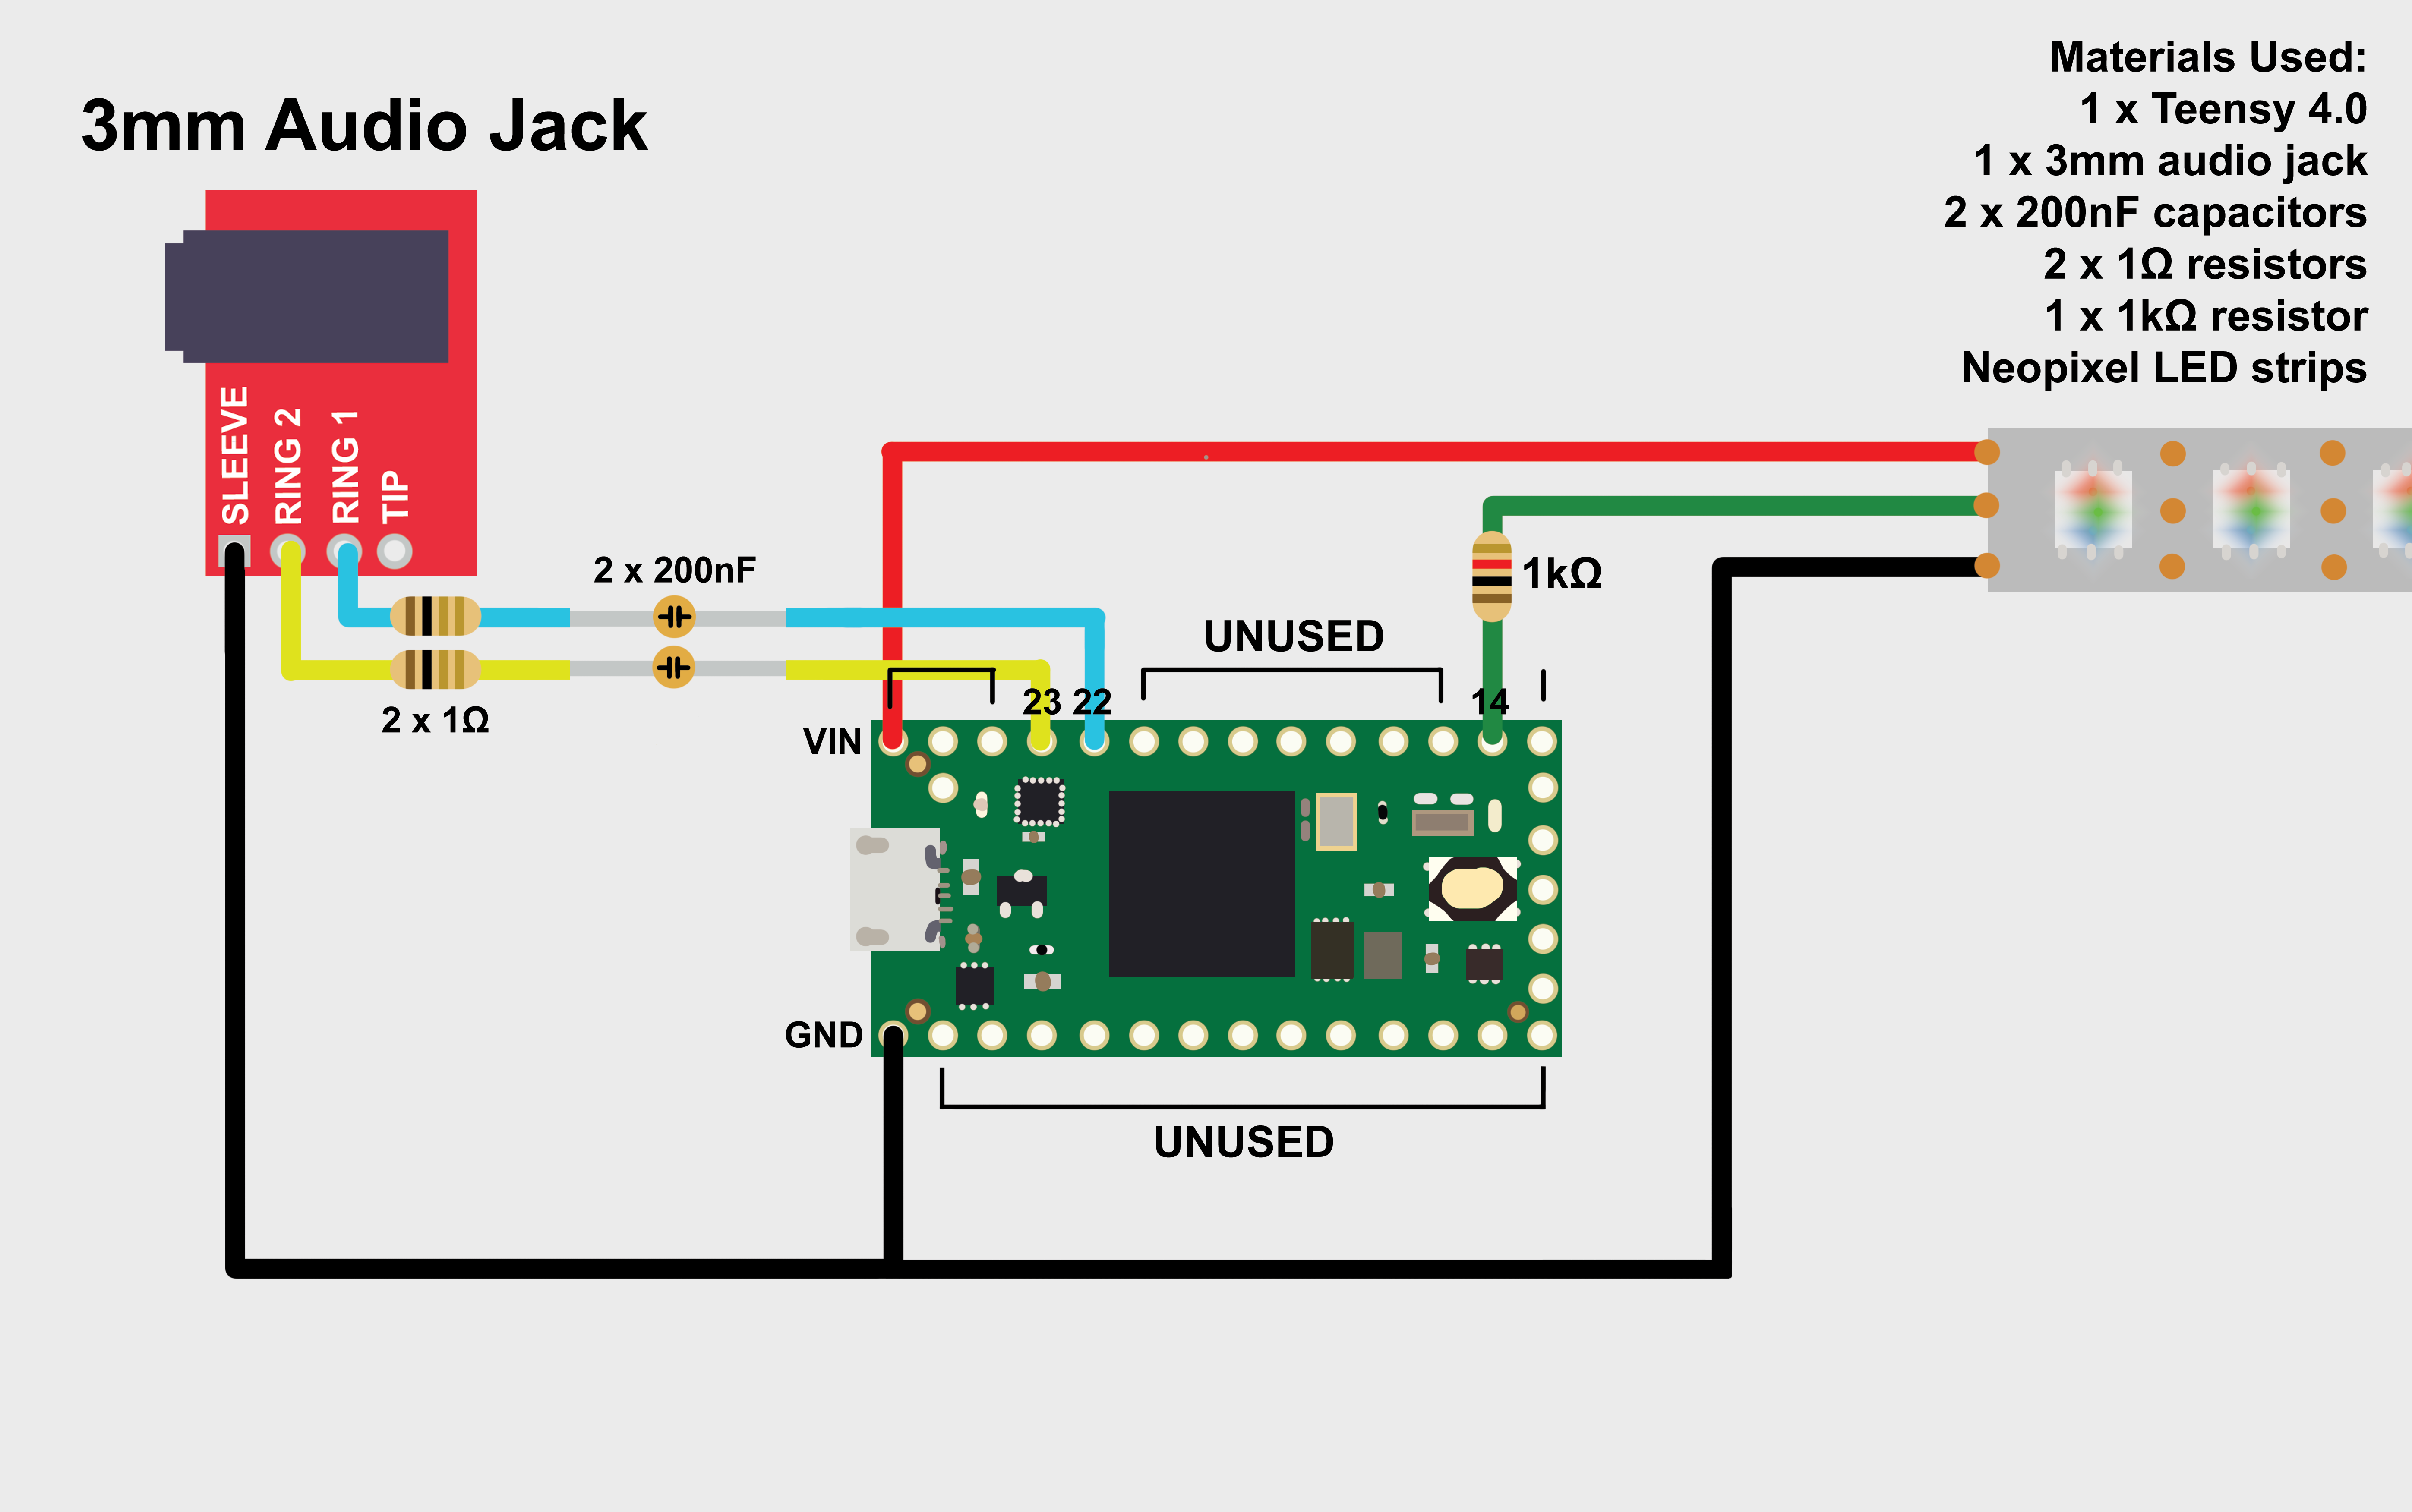 Materials Used:
1 x Teensy 4.0
1 x 3mm audio jack
2 x 200nF capacitors
2 x 1Ω resistors
1 x 1kΩ resistor
Neopixel LED strips
3mm Audio Jack
SLEEVE
RING 2
RING 1
TIP
2 x 200nF
1kΩ
UNUSED
23 22
14
2 x 1Ω
VIN
GND
UNUSED